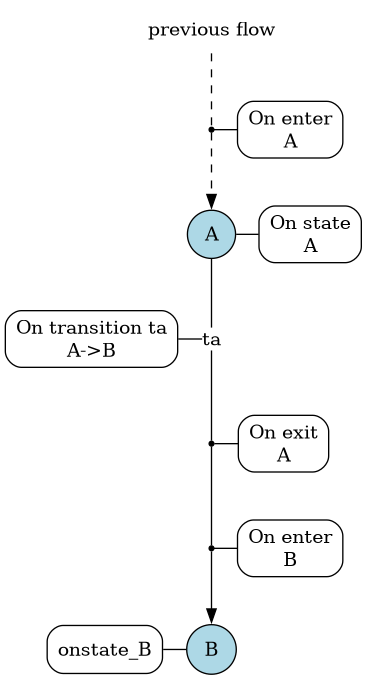 previous flow
On enter
A
A
On state
A
On transition ta
A->B
ta
On exit
A
On enter
B
onstate_B
B